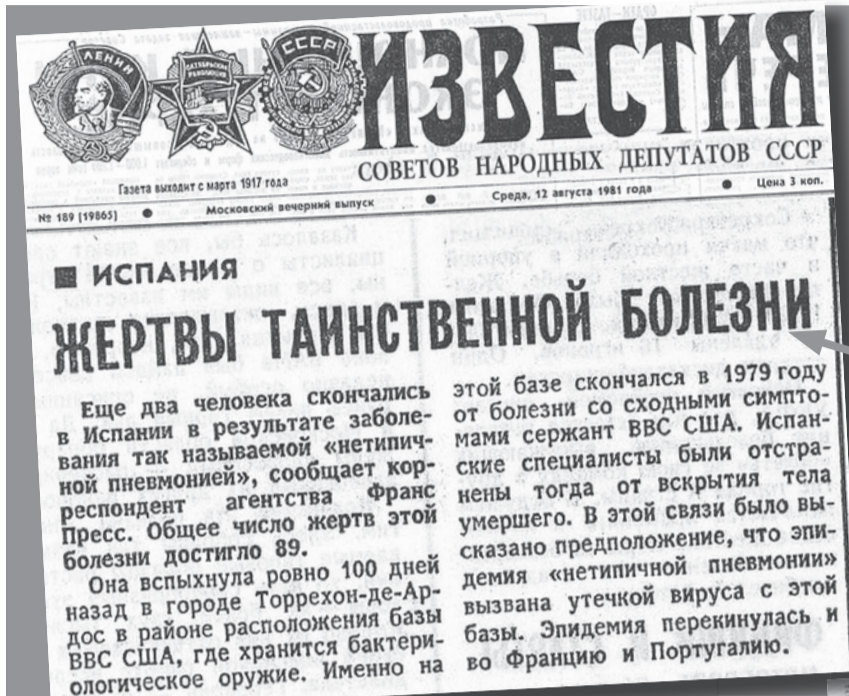 ЛЕНИН
ОКТЯБРЬСКАЯ
РЕВОЛЮЦИЯ
СССР
ИЗВЕСТИЯ
СОВЕТОВ НАРОДНЫХ ДЕПУТАТОВ СССР
Газета выходит с марта 1917 года
№ 189 [19865] ● Московский вечерний выпуск ● Среда, 12 августа 1981 года ● Цена 3 коп.
■ ИСПАНИЯ
ЖЕРТВЫ ТАИНСТВЕННОЙ БОЛЕЗНИ
Еще два человека скончались
в Испании в результате заболе-
вания так называемой «нетипич-
ной пневмонией», сообщает кор-
респондент агентства Франс
Пресс. Общее число жертв этой
болезни достигло 89.
Она вспыхнула ровно 100 дней
назад в городе Торрехон-де-Ар-
дос в районе расположения базы
ВВС США, где хранится бактери-
ологическое оружие. Именно на
этой базе скончался в 1979 году
от болезни со сходными симпто-
мами сержант ВВС США. Испан-
ские специалисты были отстра-
нены тогда от вскрытия тела
умершего. В этой связи было вы-
сказано предположение, что эпи-
демия «нетипичной пневмонии»
вызвана утечкой вируса с этой
базы. Эпидемия перекинулась и
во Францию и Португалию.